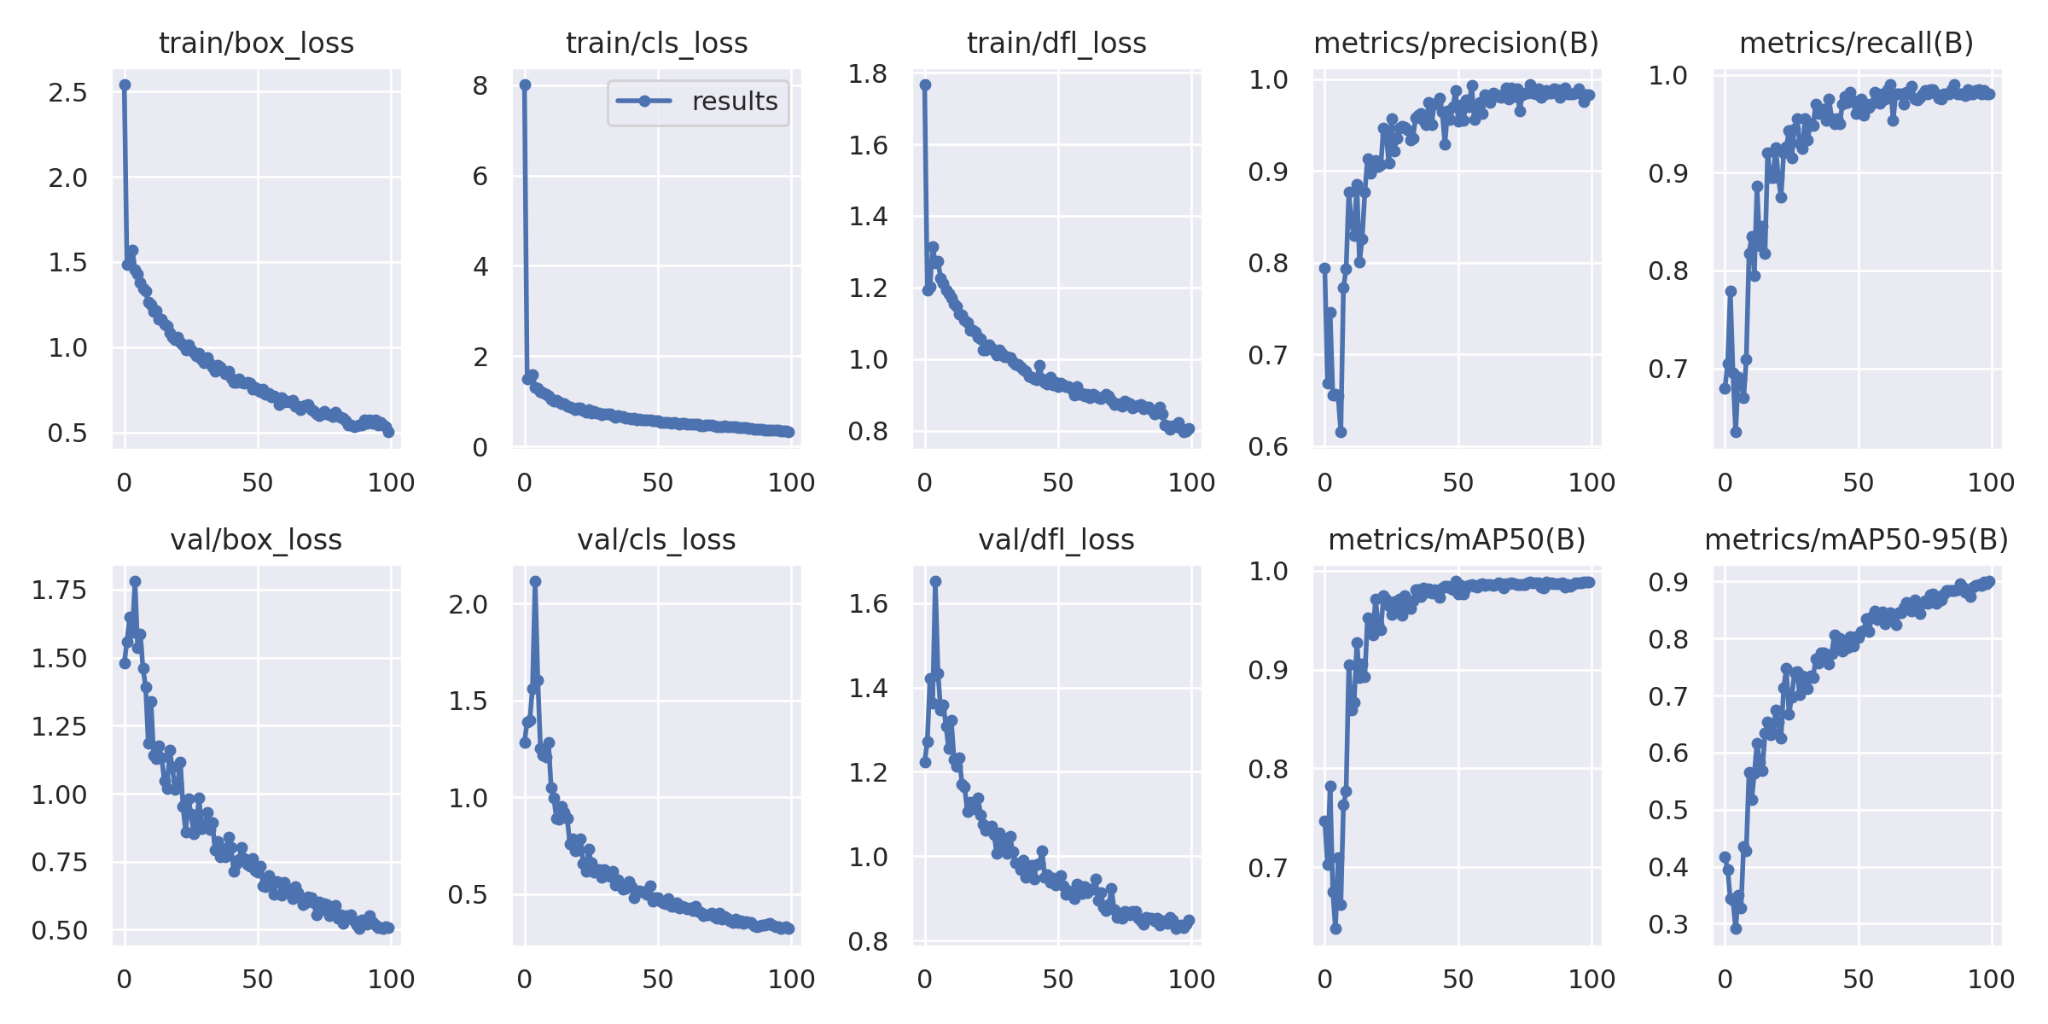 train/box_loss
2.5
2.0
1.5
1.0
0.5
0 50 100
train/cls_loss
results
8
6
4
2
0
0 50 100
train/dfl_loss
1.8
1.6
1.4
1.2
1.0
0.8
0 50 100
metrics/precision(B)
1.0
0.9
0.8
0.7
0.6
0 50 100
metrics/recall(B)
1.0
0.9
0.8
0.7
0 50 100
val/box_loss
1.75
1.50
1.25
1.00
0.75
0.50
0 50 100
val/cls_loss
2.0
1.5
1.0
0.5
0 50 100
val/dfl_loss
1.6
1.4
1.2
1.0
0.8
0 50 100
metrics/mAP50(B)
1.0
0.9
0.8
0.7
0 50 100
metrics/mAP50-95(B)
0.9
0.8
0.7
0.6
0.5
0.4
0.3
0 50 100